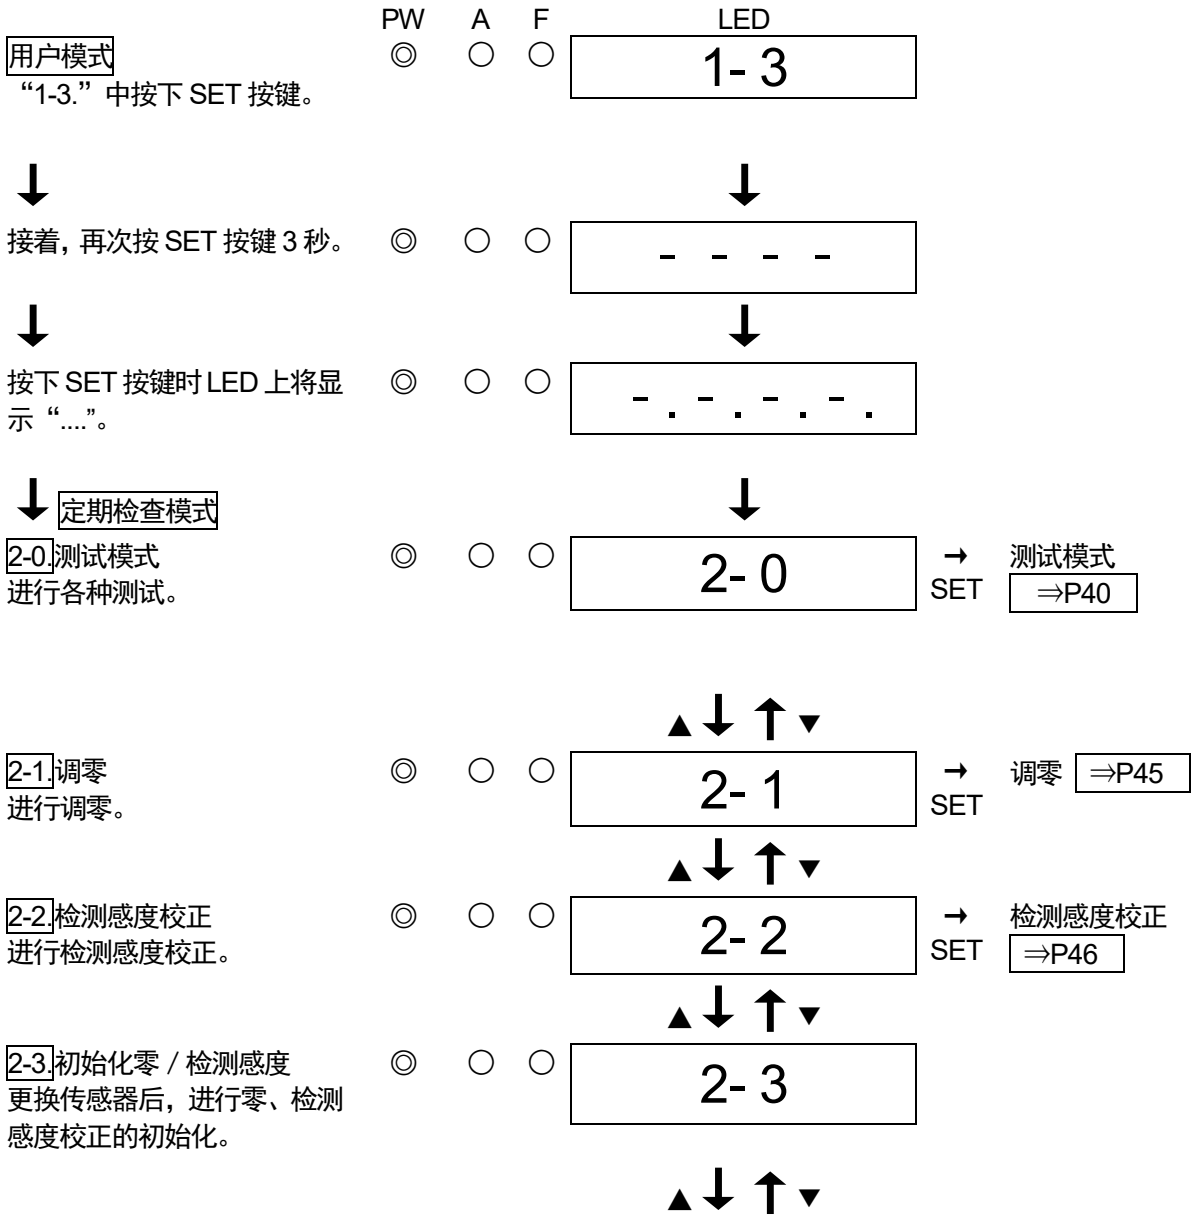 PW A F LED
用户模式 ◎ ○ ○ 1- 3
“1-3.”中按下 SET 按键。
↓ ↓
接着，再次按 SET 按键 3 秒。 ◎ ○ ○ - - - -
↓ ↓
按下 SET 按键时 LED 上将显 ◎ ○ ○ -. -. -. -.
示“....”。
↓ 定期检查模式 ↓
2-0.测试模式 ◎ ○ ○ 2- 0 → 测试模式
进行各种测试。 SET ⇒P40
▲ ↓ ↑ ▼
2-1.调零 ◎ ○ ○ 2- 1 → 调零 ⇒P45
进行调零。 SET
▲ ↓ ↑ ▼
2-2.检测感度校正 ◎ ○ ○ 2- 2 → 检测感度校正
进行检测感度校正。 SET ⇒P46
▲ ↓ ↑ ▼
2-3.初始化零 / 检测感度 ◎ ○ ○ 2- 3
更换传感器后，进行零、检测
感度校正的初始化。
▲ ↓ ↑ ▼